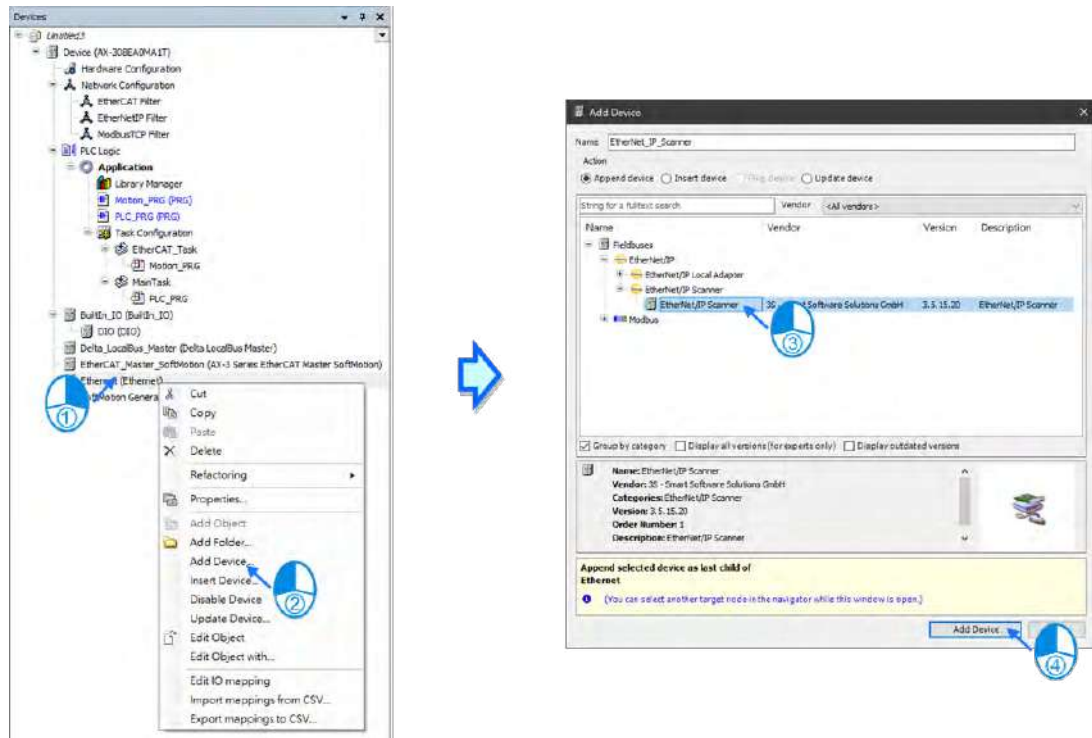 Devices
Untitled3
Device (AX-308EA0MA1T)
Hardware Configuration
Network Configuration
EtherCAT Filter
EtherNetIP Filter
ModbusTCP Filter
PLC Logic
Application
Library Manager
Motion_PRG (PRG)
PLC_PRG (PRG)
Task Configuration
EtherCAT_Task
Motion_PRG
MainTask
PLC_PRG
BuiltIn_IO (BuiltIn_IO)
DIO (DIO)
Delta_LocalBus_Master (Delta LocalBus Master)
EtherCAT_Master_SoftMotion (AX-3 Series EtherCAT Master SoftMotion)
Ethernet (Ethernet)
Genera
①
Cut
Copy
Paste
Delete
Refactoring
Properties...
Add Object
Add Folder...
Add Device...
Insert Device...
②
Disable Device
Update Device...
Edit Object
Edit Object with...
Edit IO mapping
Import mappings from CSV...
Export mappings to CSV...
Add Device
Name EtherNet_IP_Scanner
Action
Append device Insert device Update device
String for a fulltext search Vendor <All vendors>
Name Vendor Version Description
Fieldbuses
EtherNet/IP
EtherNet/IP Local Adapter
EtherNet/IP Scanner
EtherNet/IP Scanner 3S Software Solutions GmbH 3.5.15.20 EtherNet/IP Scanner
Modbus
③
Group by category Display all versions (for experts only) Display outdated versions
Name: EtherNet/IP Scanner
Vendor: 3S - Smart Software Solutions GmbH
Categories: EtherNet/IP Scanner
Version: 3.5.15.20
Order Number: 1
Description: EtherNet/IP Scanner
Append selected device as last child of
Ethernet
(You can select another target node in the navigator while this window is open.)
Add Device
④